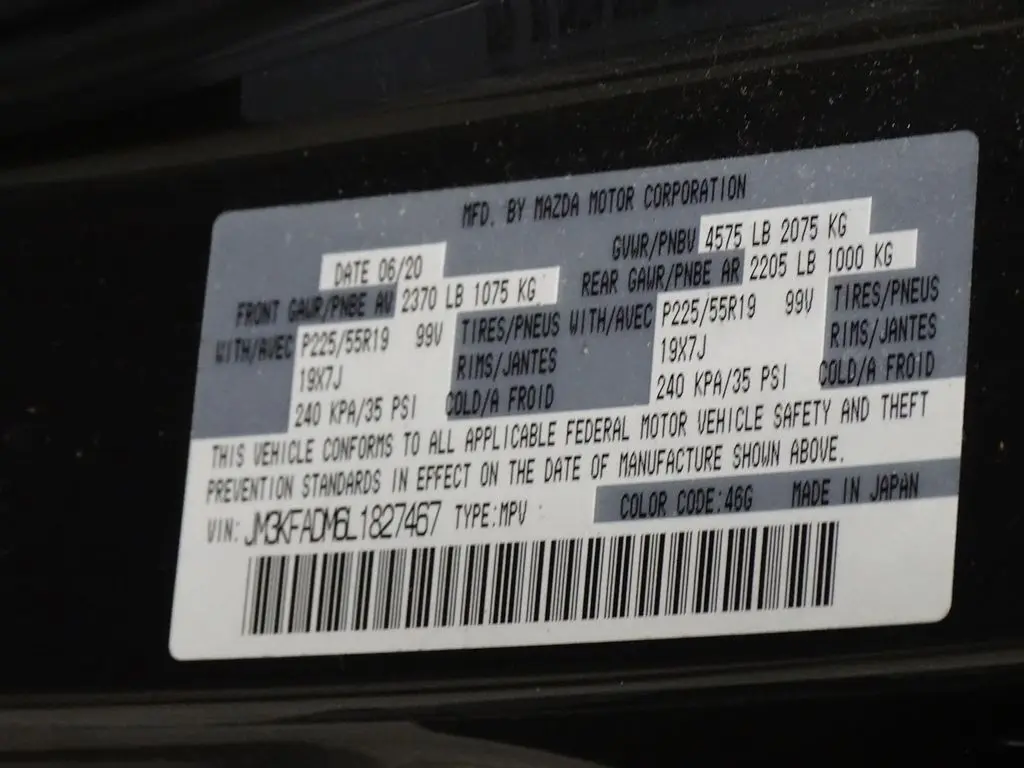 MFD. BY MAZDA MOTOR CORPORATION
DATE 06/20 GVWR/PNBV 4575 LB 2075 KG
FRONT GAWR/PNBE AV 2370 LB 1075 KG REAR GAWR/PNBE AR 2205 LB 1000 KG
WITH/AVEC P225/55R19 99V TIRES/PNEUS WITH/AVEC P225/55R19 99V TIRES/PNEUS
19X7J RIMS/JANTES 19X7J RIMS/JANTES
240 KPA/35 PSI COLD/A FROID 240 KPA/35 PSI COLD/A FROID
THIS VEHICLE CONFORMS TO ALL APPLICABLE FEDERAL MOTOR VEHICLE SAFETY AND THEFT
PREVENTION STANDARDS IN EFFECT ON THE DATE OF MANUFACTURE SHOWN ABOVE.
VIN: JM3KFADM6L1827467 TYPE:MPV COLOR CODE:46G MADE IN JAPAN